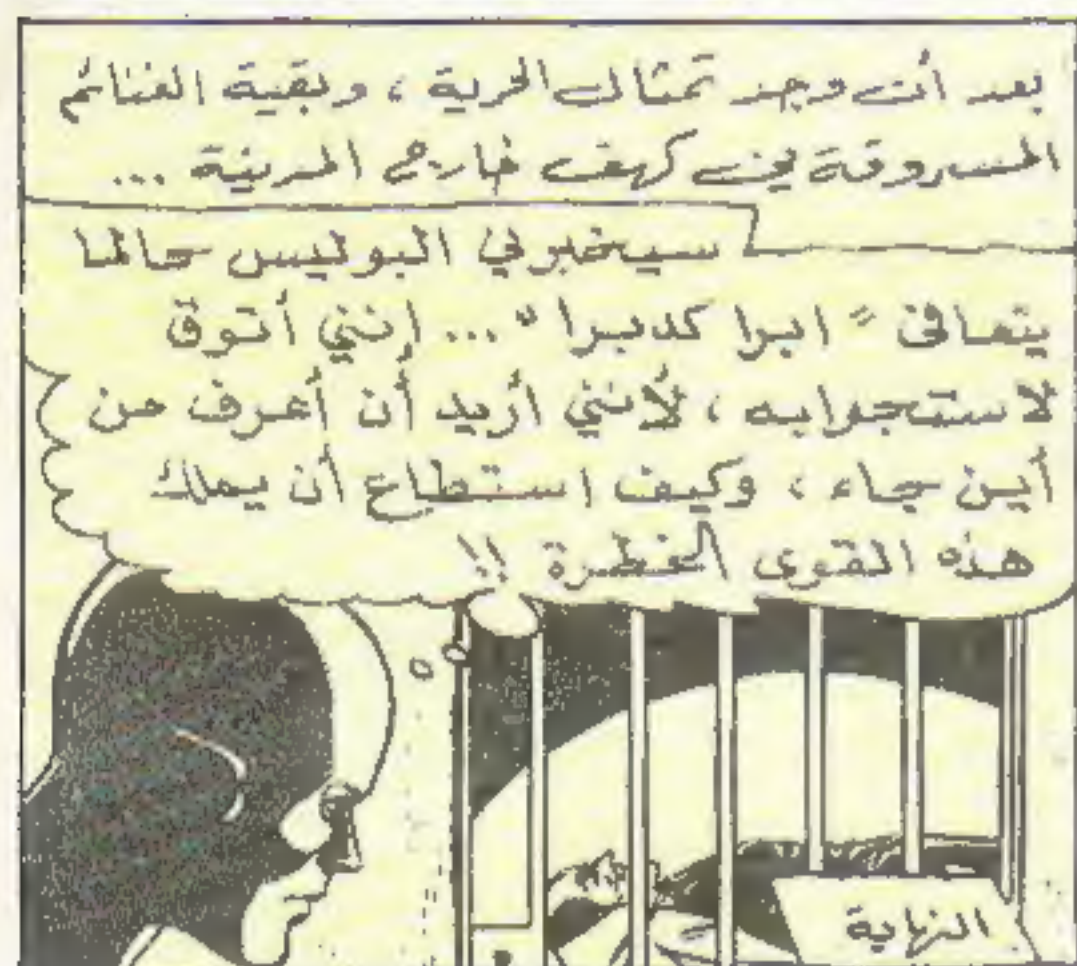 بعد أن وجد تمثال الحرية ، وبقية الغنائم
المسروقة في كهف خارج المدينة ...
سيخبرني البوليس حالما
يتعافى " ابرا كدبرا " ... إنني أتوق
لاستجوابه ، لأنني أريد أن أعرف من
أين جاء ، وكيف استطاع أن يملك
هذه القوى الخطرة !!
النهاية